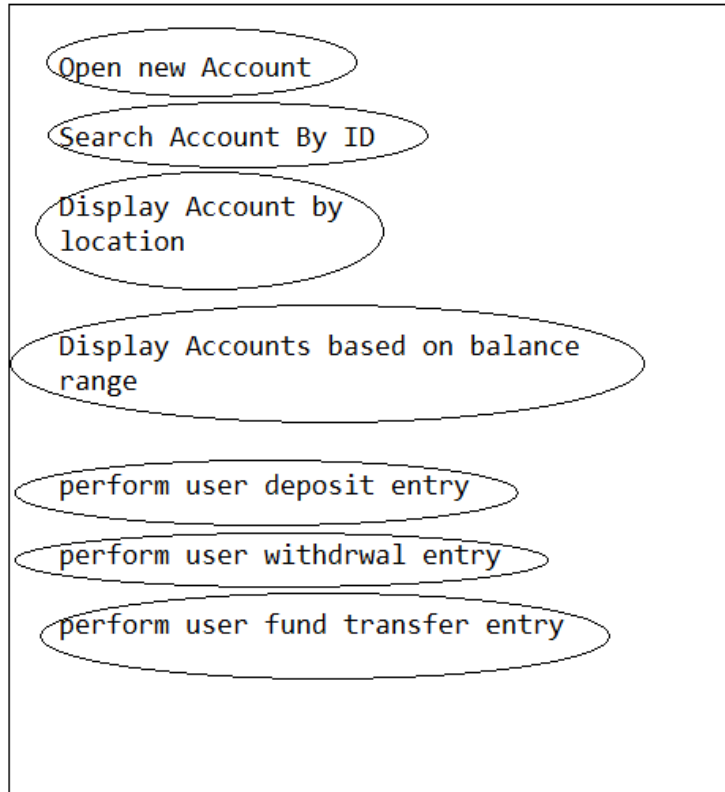 Open new Account
Search Account By ID
Display Account by
location
Display Accounts based on balance
range
perform user deposit entry
perform user withdrwal entry
perform user fund transfer entry